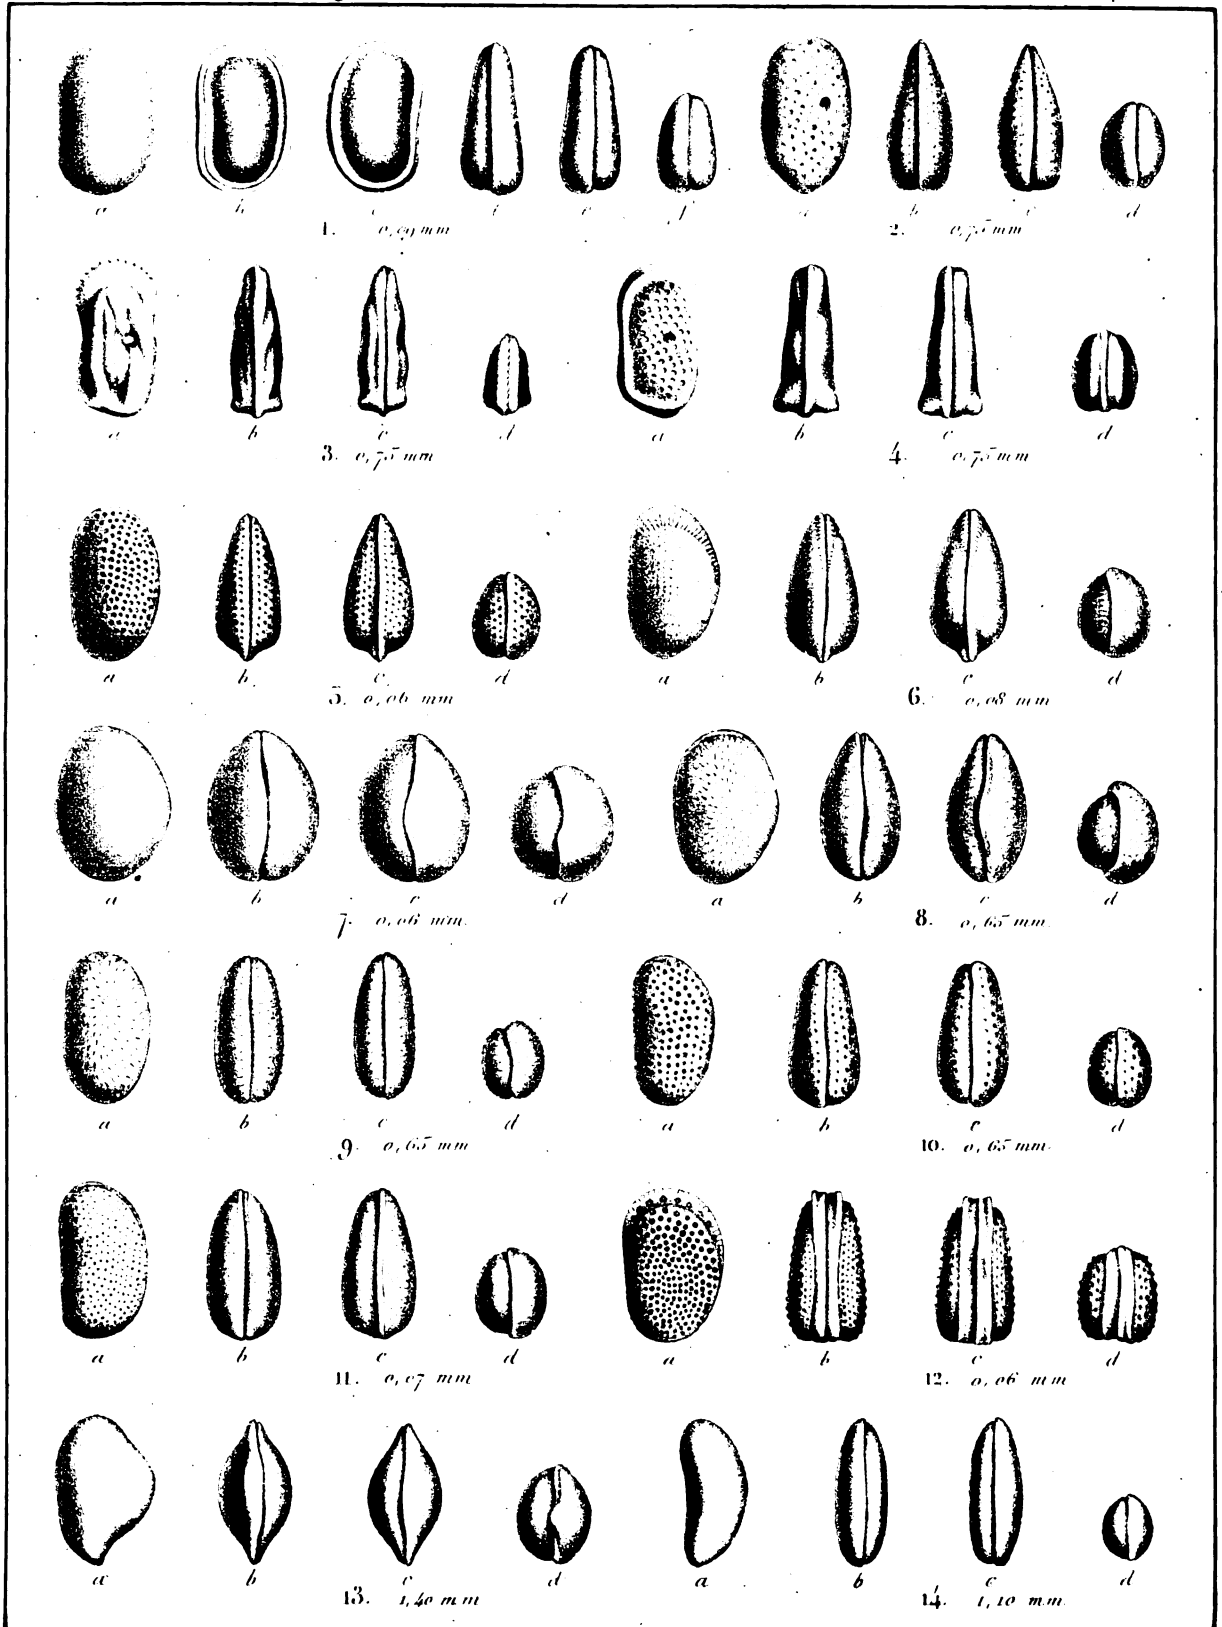 a b c d e f a b c d
1. 0,69 mm 2. 0,75 mm
a b c d a b c d
3. 0,75 mm 4. 0,75 mm
a b c d a b c d
5. 0,06 mm 6. 0,08 mm
a b c d a b c d
7. 0,06 mm. 8. 0,65 mm.
a b c d a b c d
9. 0,65 mm 10. 0,65 mm.
a b c d a b c d
11. 0,07 mm 12. 0,06 mm
a b c d a b c d
13. 1,40 mm 14. 1,10 mm.